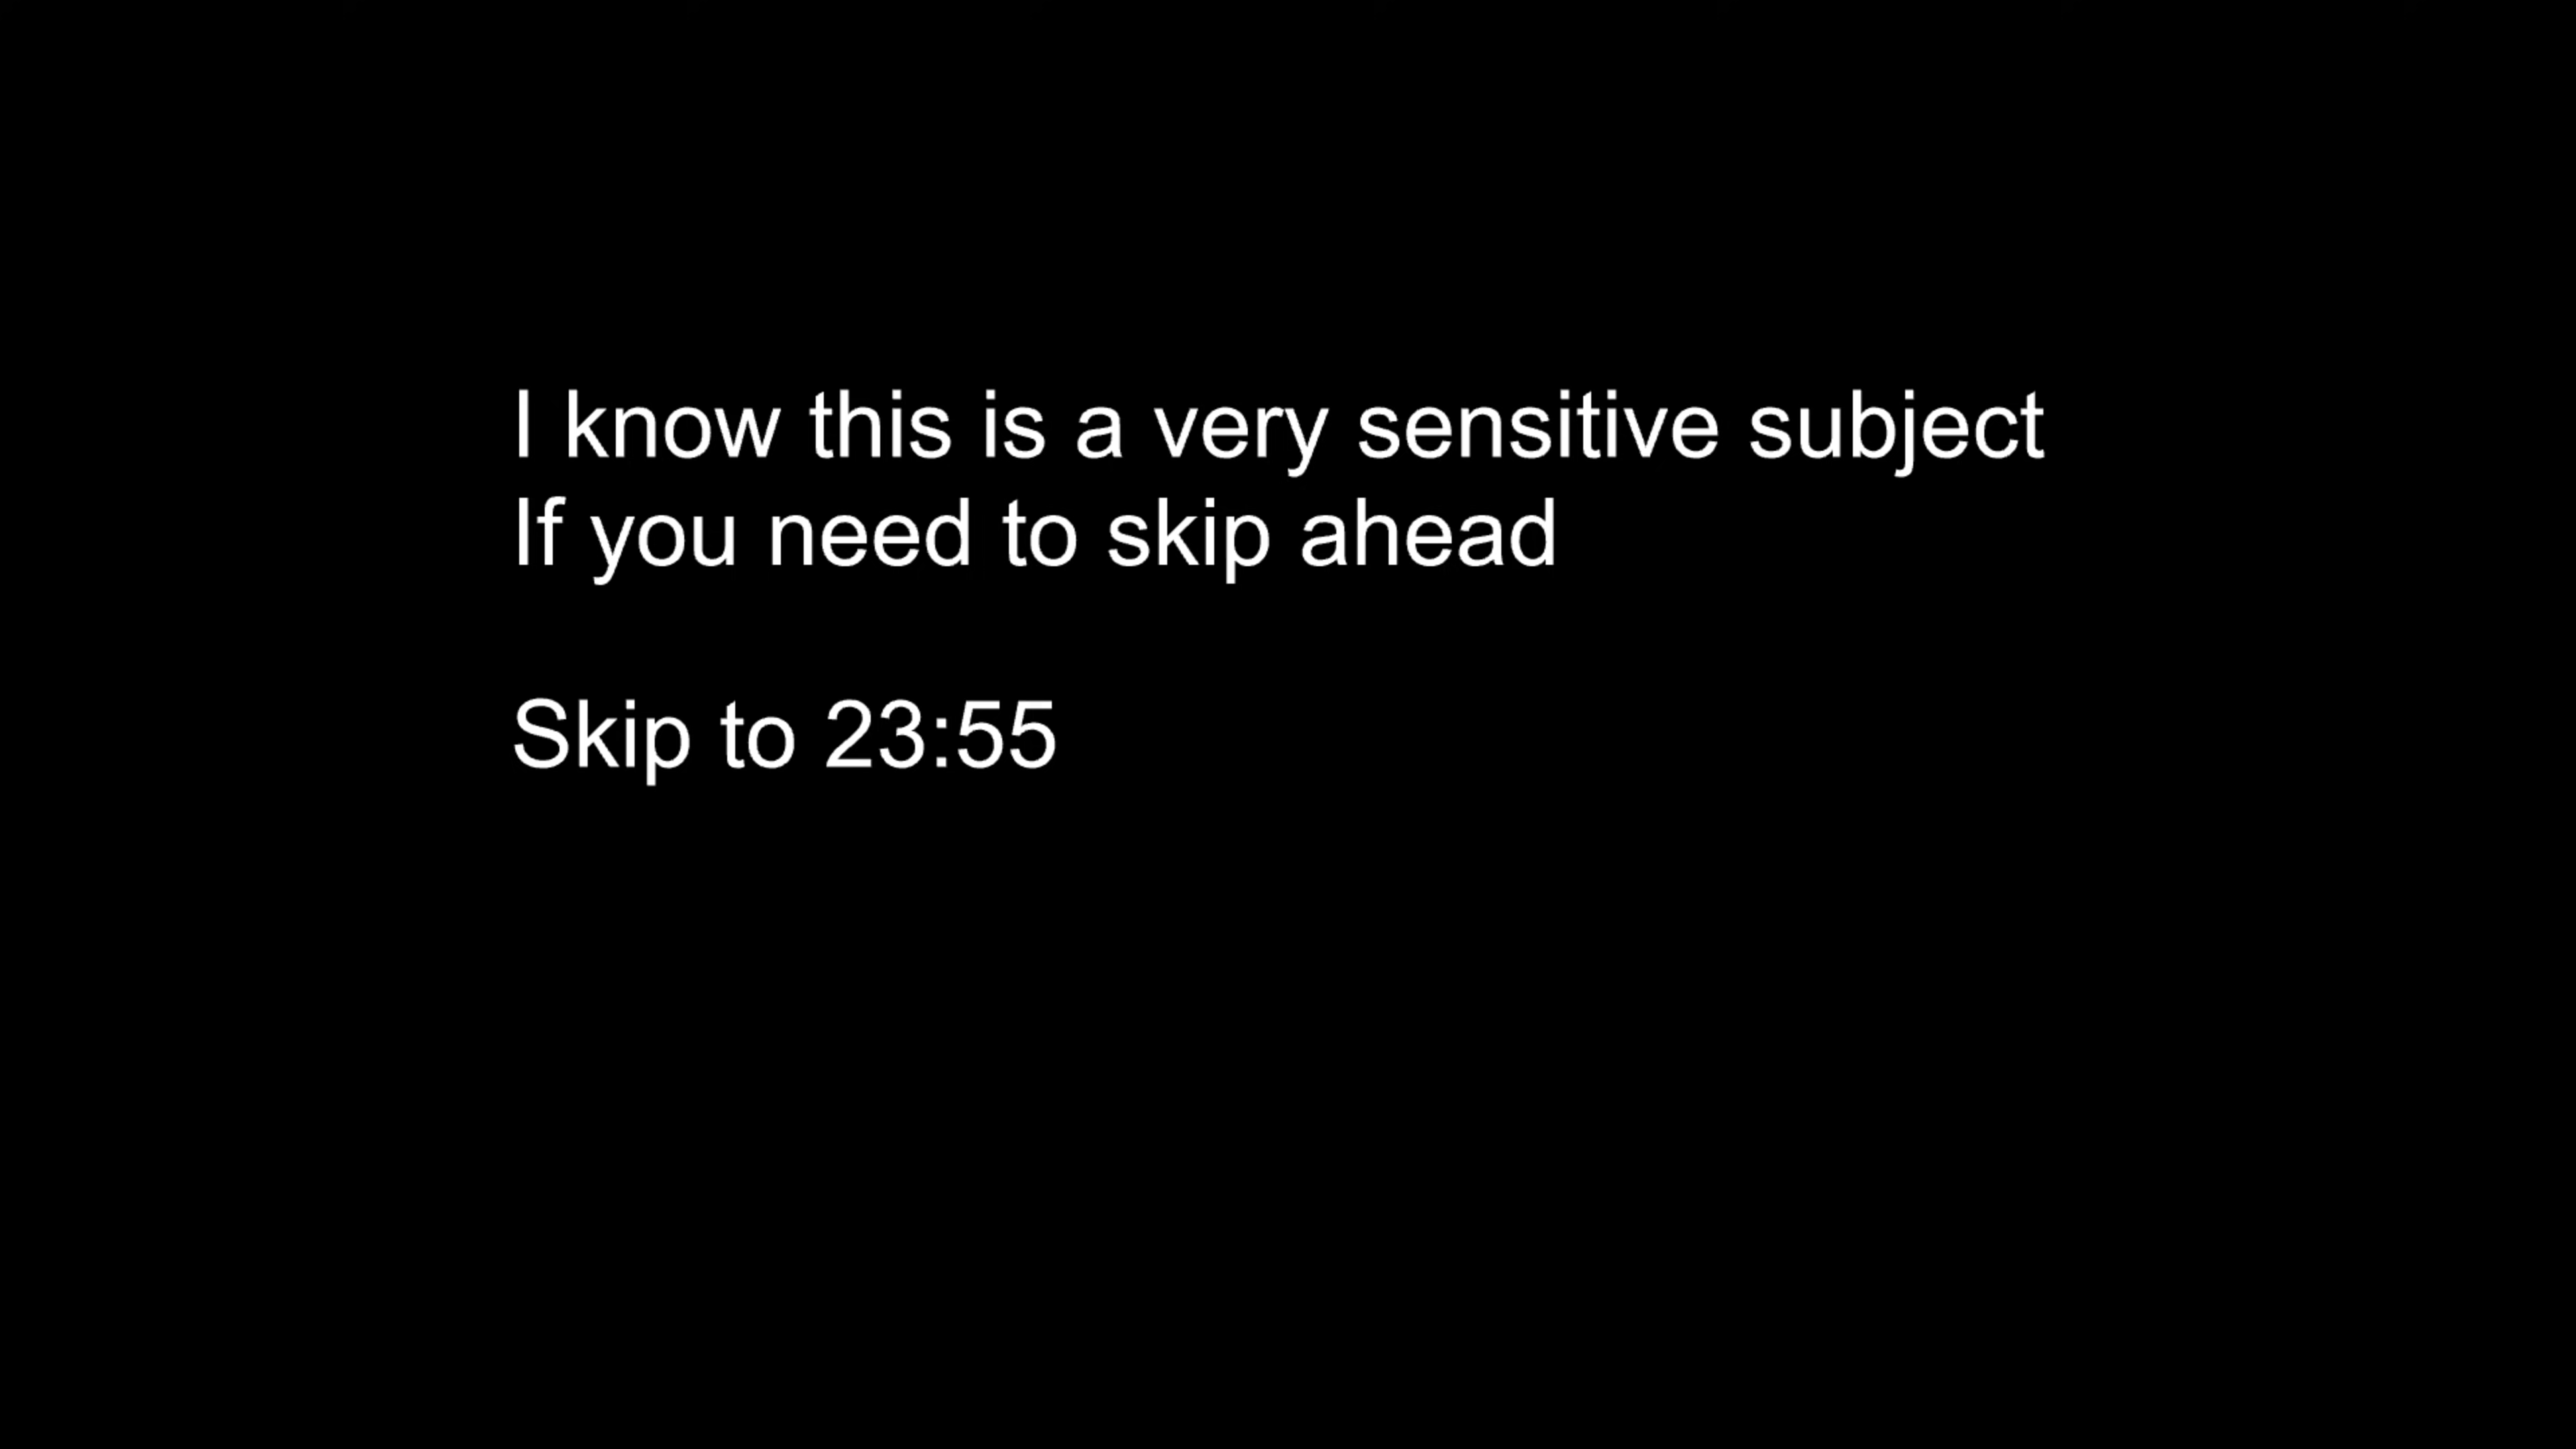 I know this is a very sensitive subject
If you need to skip ahead
Skip to 23:55